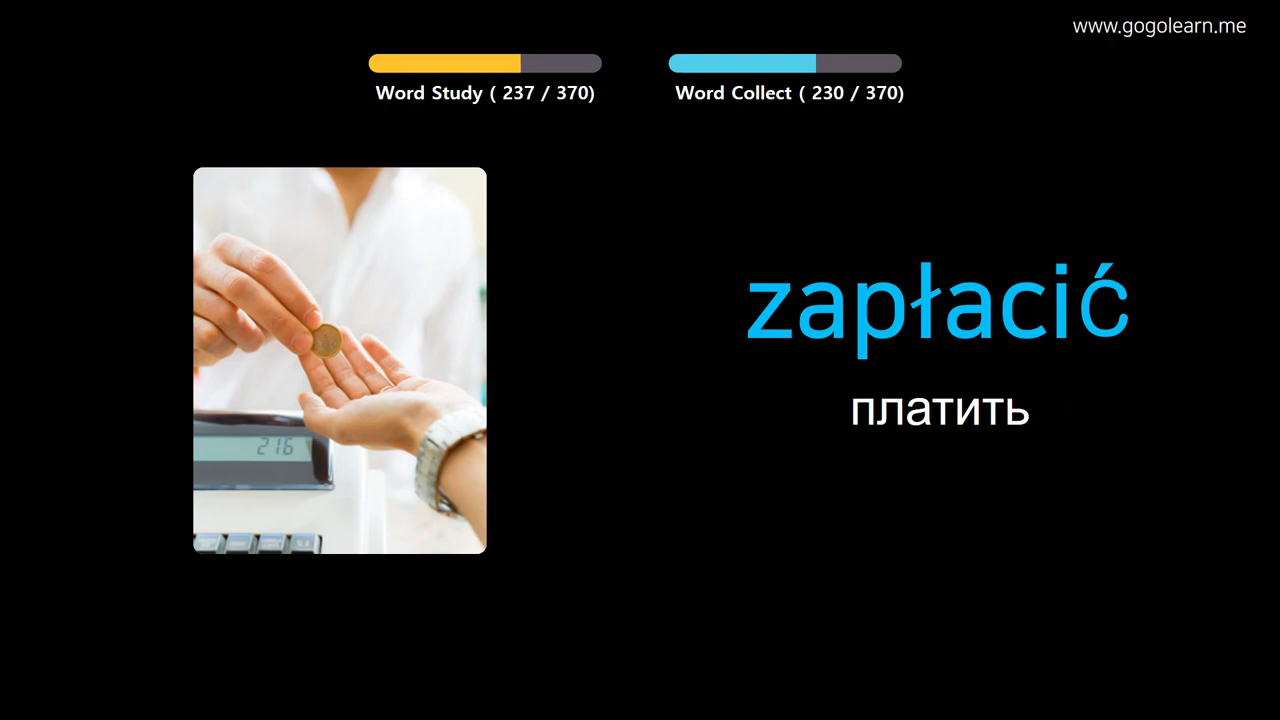 www.gogolearn.me
Word Study ( 237 / 370)
Word Collect ( 230 / 370)
216
zapłacić
платить